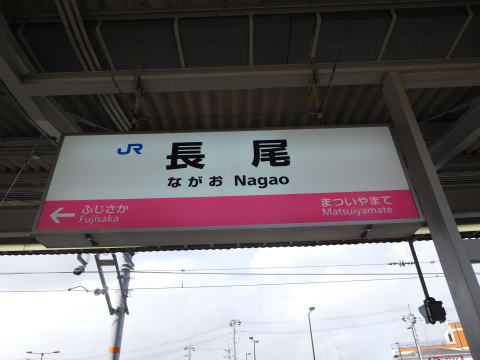 JR 長尾
ながお Nagao
← ふじさか
Fujisaka
まついやまて
Matsuiyamate